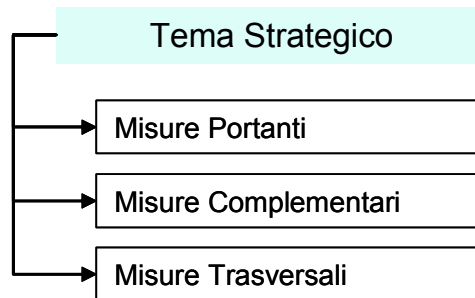 Tema Strategico
Misure Portanti
Misure Complementari
Misure Trasversali